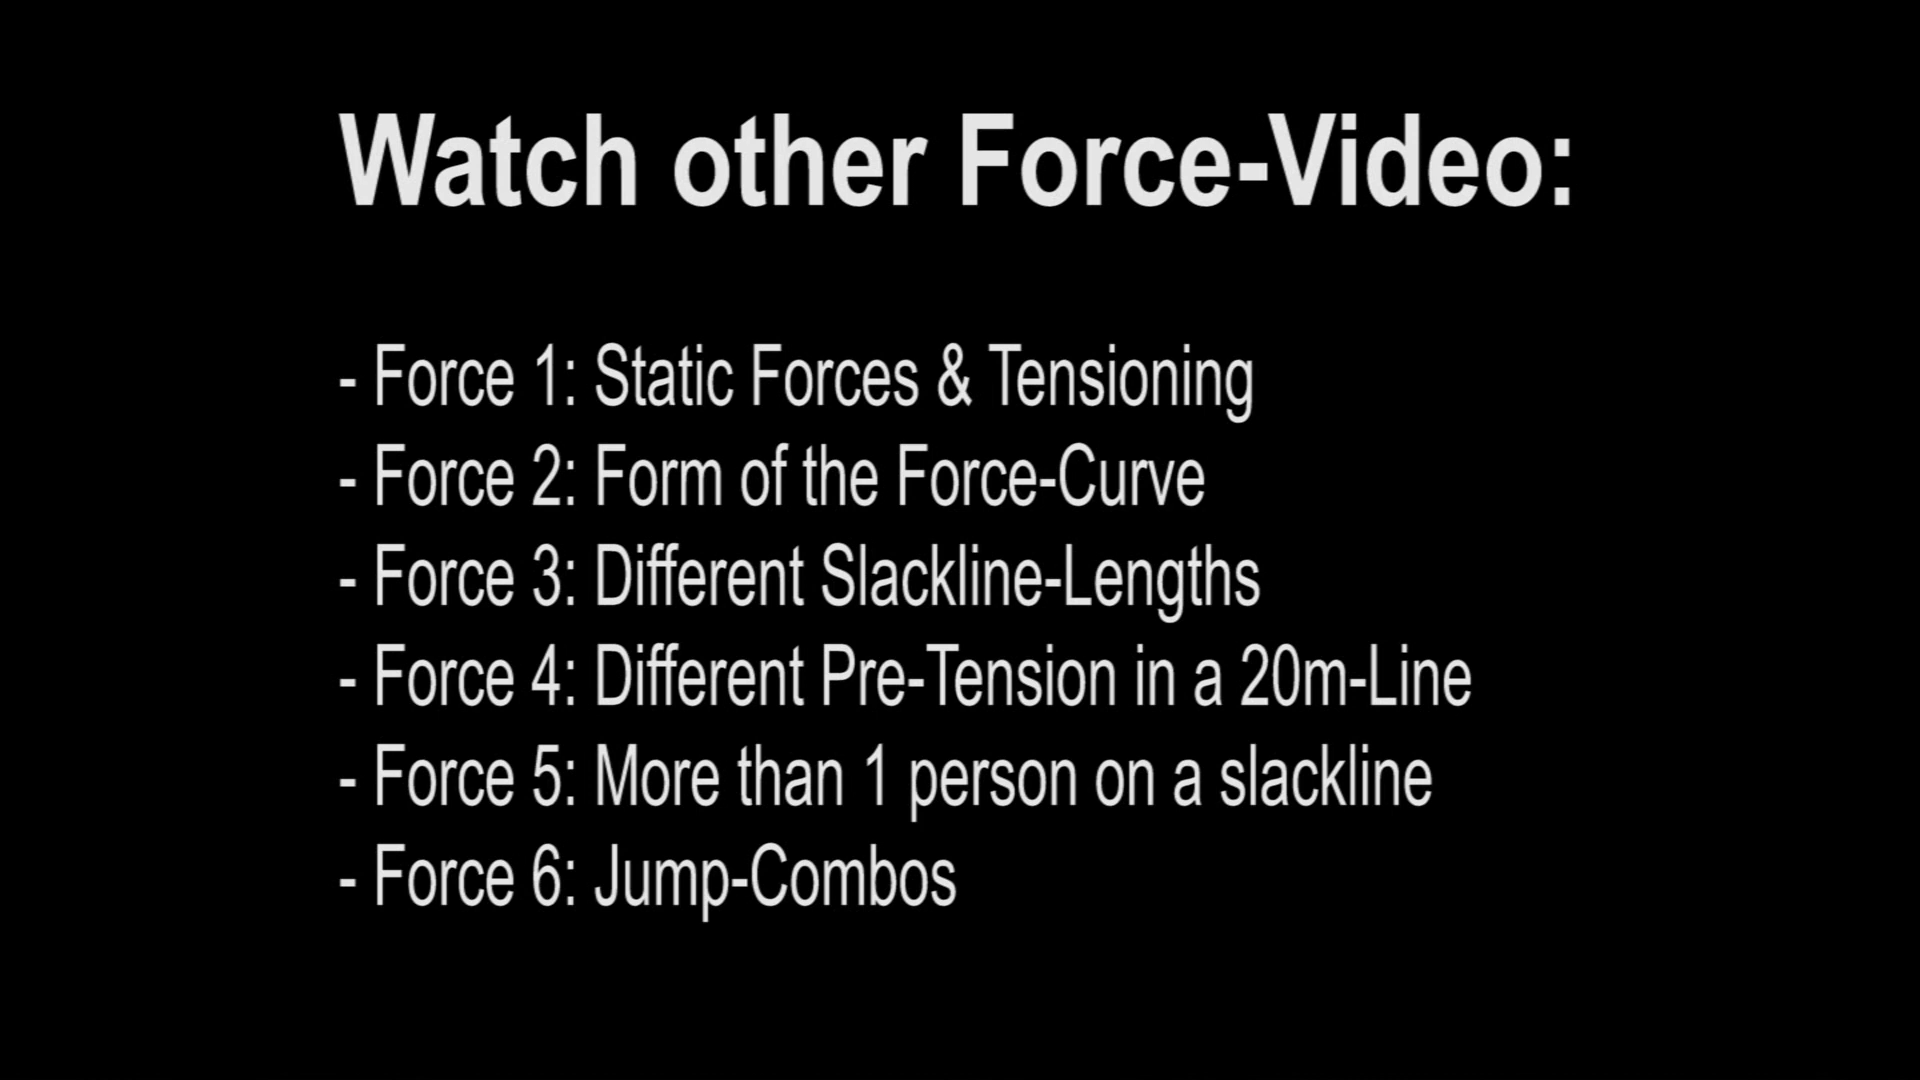 Watch other Force-Video:
- Force 1: Static Forces & Tensioning
- Force 2: Form of the Force-Curve
- Force 3: Different Slackline-Lengths
- Force 4: Different Pre-Tension in a 20m-Line
- Force 5: More than 1 person on a slackline
- Force 6: Jump-Combos